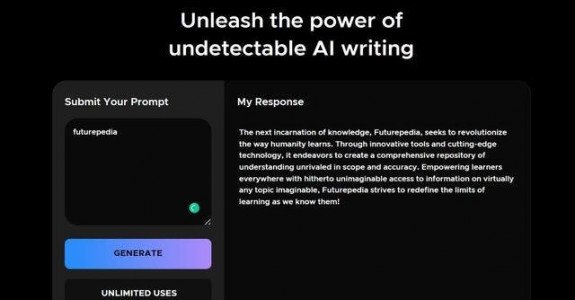 Unleash the power of
undetectable AI writing
Submit Your Prompt
futurepedia
GENERATE
UNLIMITED USES
My Response
The next incarnation of knowledge, Futurepedia, seeks to revolutionize
the way humanity learns. Through innovative tools and cutting-edge
technology, it endeavors to create a comprehensive repository of
understanding unrivaled in scope and accuracy. Empowering learners
everywhere with hitherto unimaginable access to information on virtually
any topic imaginable, Futurepedia strives to redefine the limits of
learning as we know them!